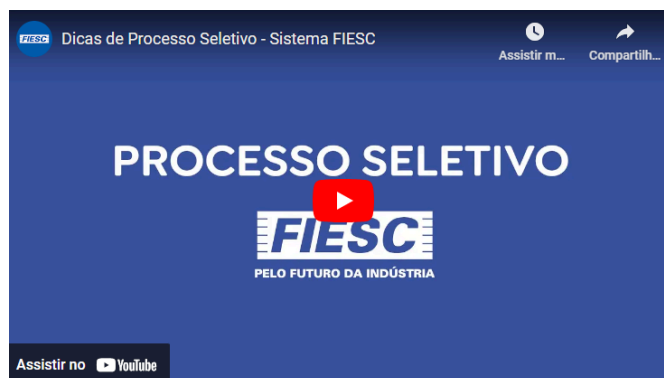 FIESC
Dicas de Processo Seletivo - Sistema FIESC
Assistir m...
Compartilh...
PROCESSO SELETIVO
FIESC
PELO FUTURO DA INDÚSTRIA
Assistir no YouTube